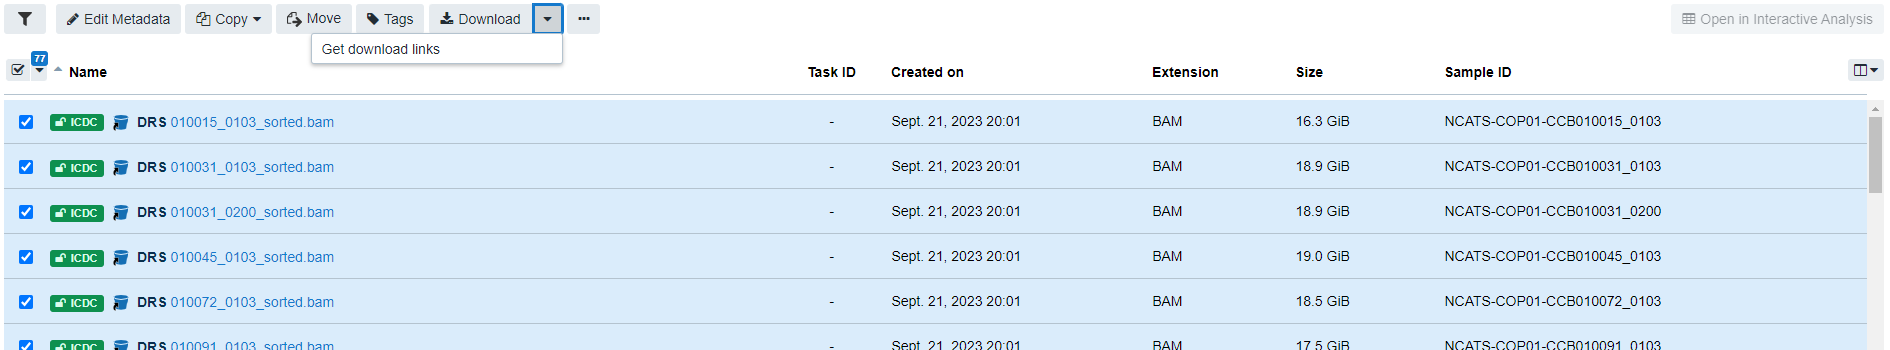 Edit Metadata Copy Move Tags Download ••• Open in Interactive Analysis
Get download links
77
Name Task ID Created on Extension Size Sample ID
ICDC DRS 010015_0103_sorted.bam - Sept. 21, 2023 20:01 BAM 16.3 GiB NCATS-COP01-CCB010015_0103
ICDC DRS 010031_0103_sorted.bam - Sept. 21, 2023 20:01 BAM 18.9 GiB NCATS-COP01-CCB010031_0103
ICDC DRS 010031_0200_sorted.bam - Sept. 21, 2023 20:01 BAM 18.9 GiB NCATS-COP01-CCB010031_0200
ICDC DRS 010045_0103_sorted.bam - Sept. 21, 2023 20:01 BAM 19.0 GiB NCATS-COP01-CCB010045_0103
ICDC DRS 010072_0103_sorted.bam - Sept. 21, 2023 20:01 BAM 18.5 GiB NCATS-COP01-CCB010072_0103
ICDC DRS 010091_0103_sorted.bam - Sept. 21, 2023 20:01 BAM 17.5 GiB NCATS-COP01-CCB010091_0103